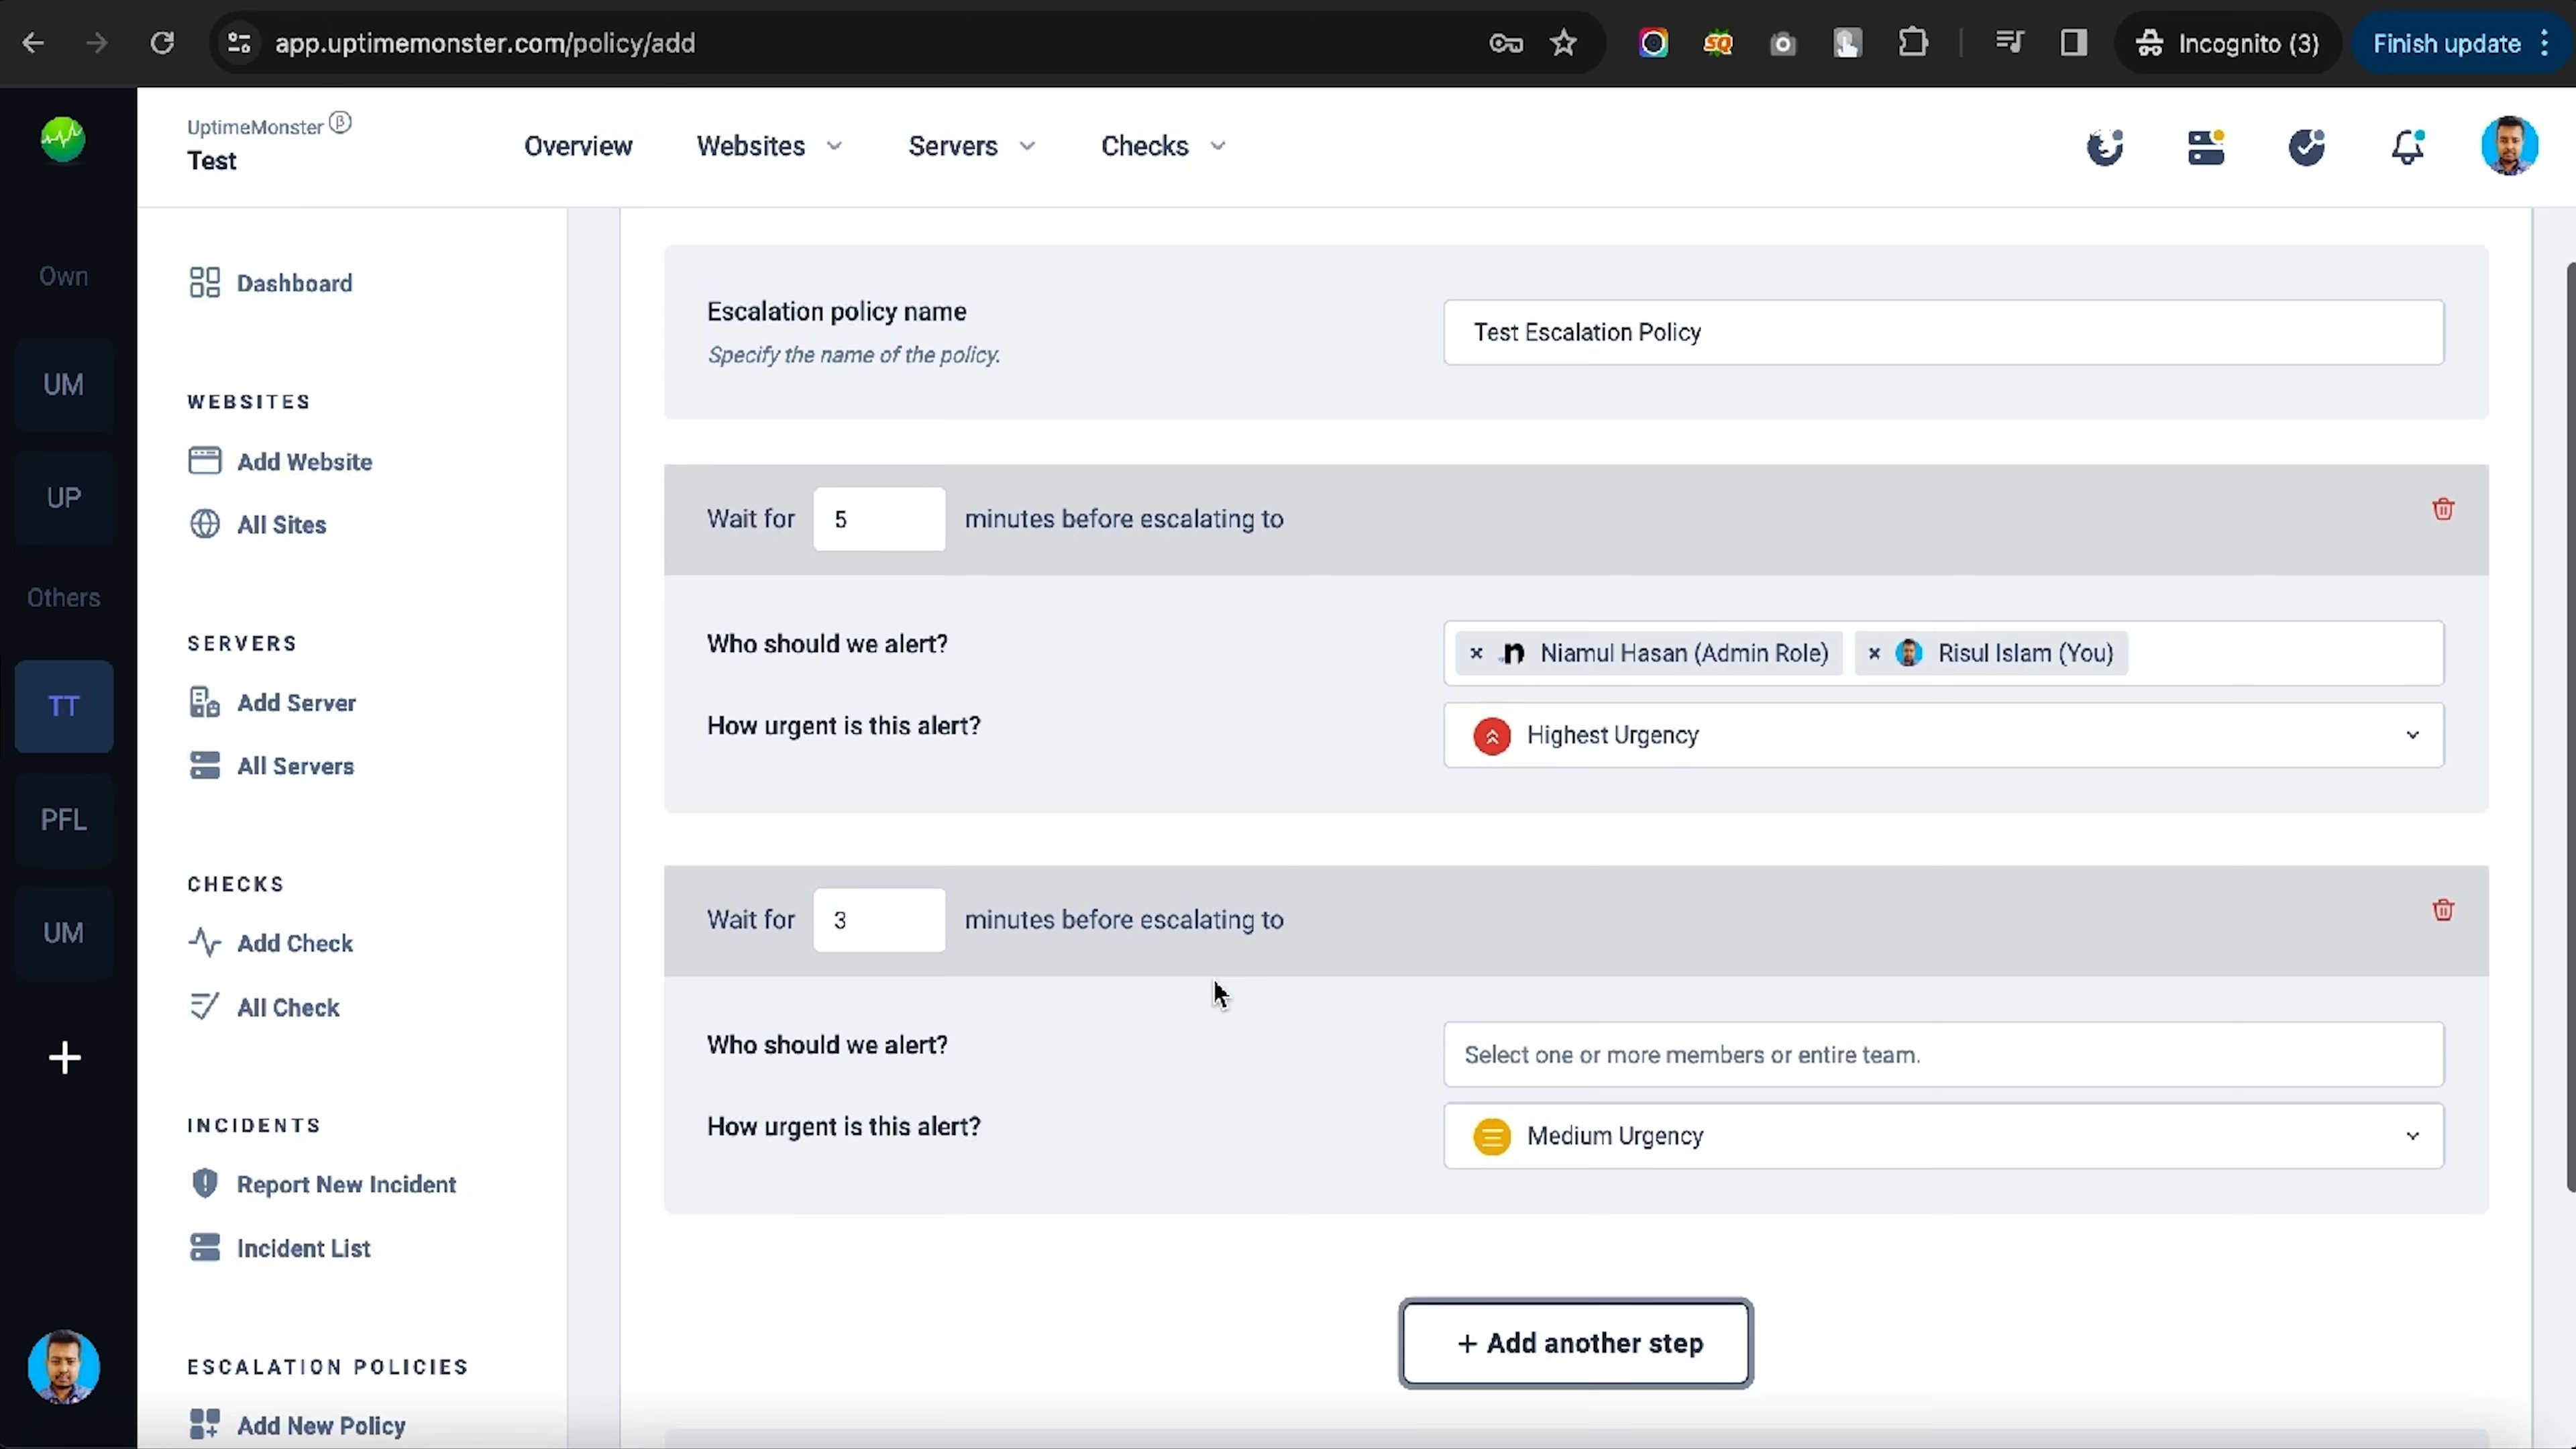 app.uptimemonster.com/policy/add
Incognito (3)
Finish update
UptimeMonster β
Test
Overview
Websites
Servers
Checks
Own
UM
UP
Others
TT
PFL
UM
Dashboard
WEBSITES
Add Website
All Sites
SERVERS
Add Server
All Servers
CHECKS
Add Check
All Check
INCIDENTS
Report New Incident
Incident List
ESCALATION POLICIES
Add New Policy
Escalation policy name
Specify the name of the policy.
Test Escalation Policy
Wait for 5 minutes before escalating to
Who should we alert?
× n Niamul Hasan (Admin Role) × Risul Islam (You)
How urgent is this alert?
Highest Urgency
Wait for 3 minutes before escalating to
Who should we alert?
Select one or more members or entire team.
How urgent is this alert?
Medium Urgency
+ Add another step